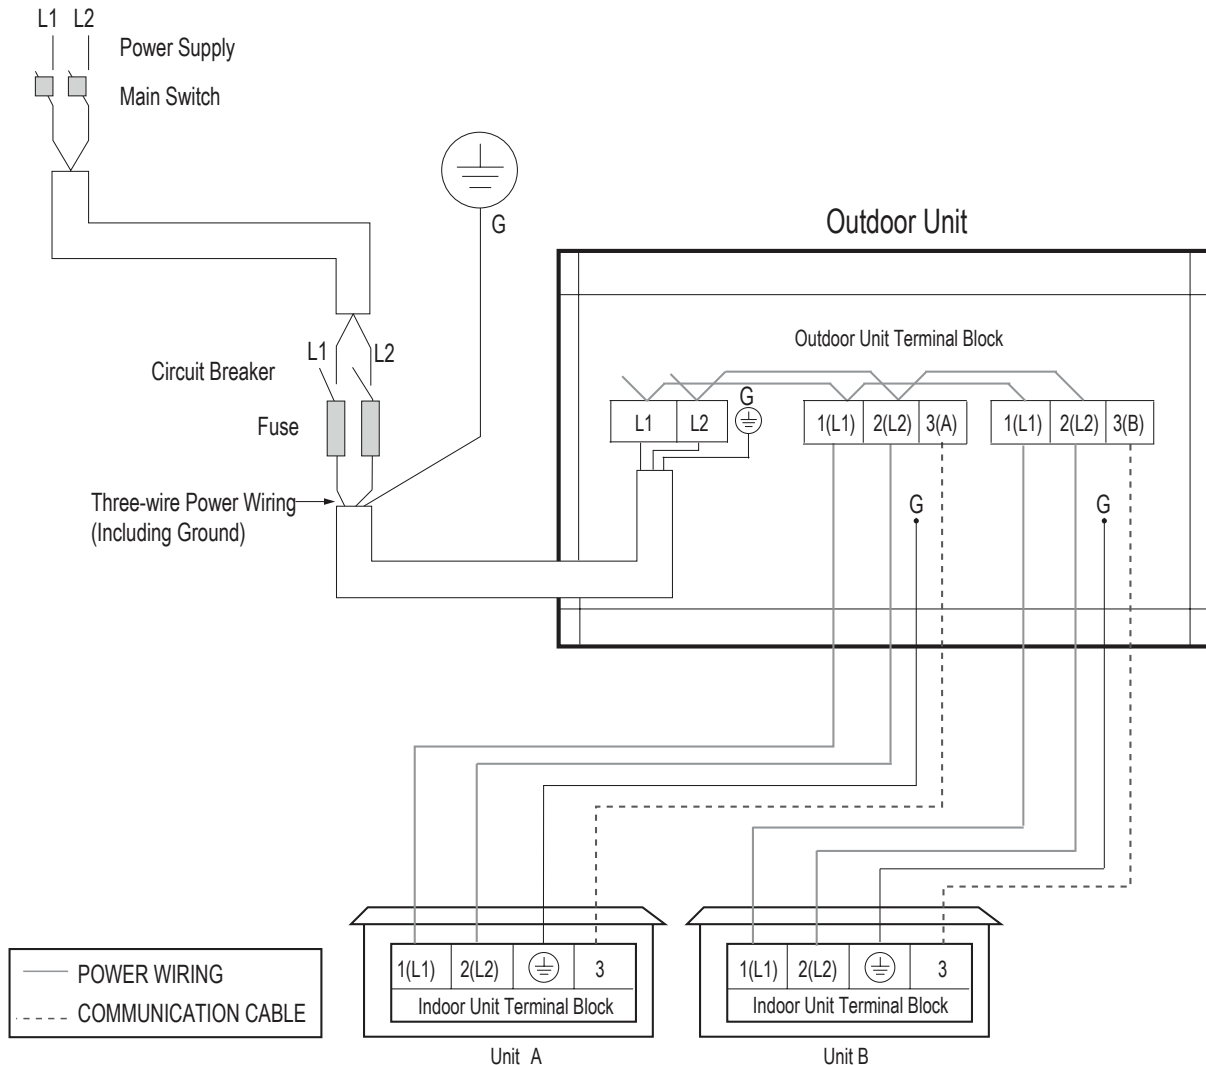 L1 L2
Power Supply
Main Switch
G
Outdoor Unit
Outdoor Unit Terminal Block
L1 L2
Circuit Breaker
Fuse
G
L1 L2
1(L1) 2(L2) 3(A)
1(L1) 2(L2) 3(B)
Three-wire Power Wiring
(Including Ground)
G G
1(L1) 2(L2) 3
Indoor Unit Terminal Block
Unit A
1(L1) 2(L2) 3
Indoor Unit Terminal Block
Unit B
POWER WIRING
COMMUNICATION CABLE